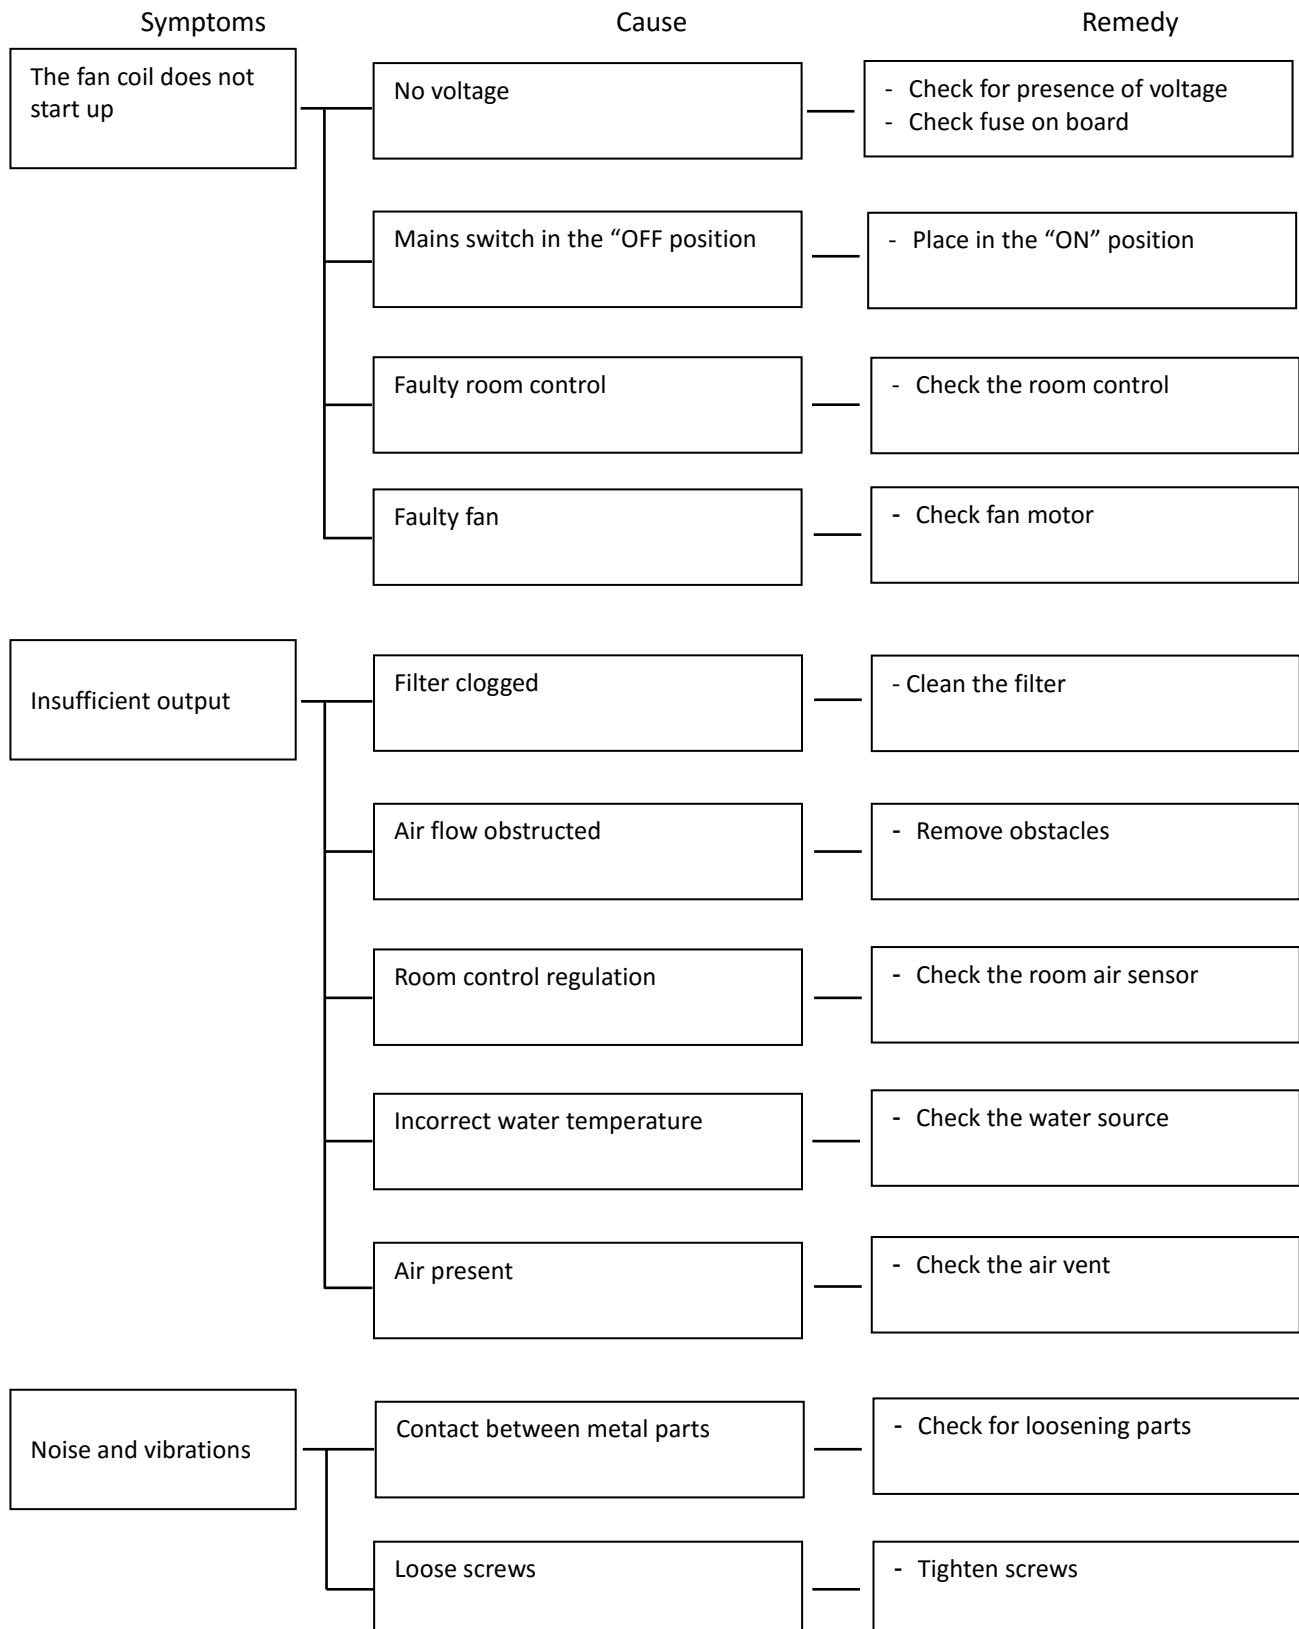 Symptoms Cause Remedy
The fan coil does not
start up
No voltage
- Check for presence of voltage
- Check fuse on board
Mains switch in the “OFF position
- Place in the “ON” position
Faulty room control
- Check the room control
Faulty fan
- Check fan motor
Insufficient output
Filter clogged
- Clean the filter
Air flow obstructed
- Remove obstacles
Room control regulation
- Check the room air sensor
Incorrect water temperature
- Check the water source
Air present
- Check the air vent
Noise and vibrations
Contact between metal parts
- Check for loosening parts
Loose screws
- Tighten screws